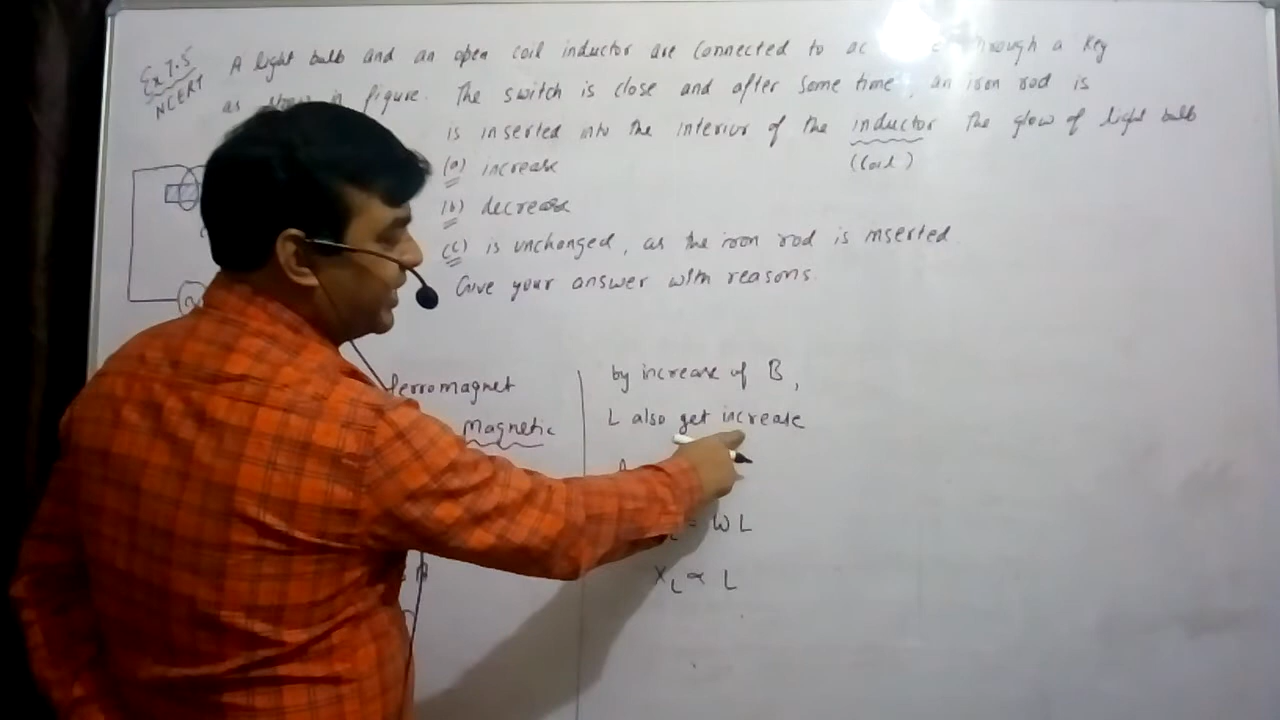 Ex 7.5
NCERT
A light bulb and an open coil inductor are connected to ac through a key
as in figure. The switch is close and after some time, an iron rod is
is inserted into the interior of the inductor the glow of light bulb
(coil)
(a) increase
(b) decrease
(c) is unchanged, as the iron rod is inserted.
Give your answer with reasons.
ferromagnet
magnetic
by increase of B,
L also get increase
= ωL
X_L ∝ L